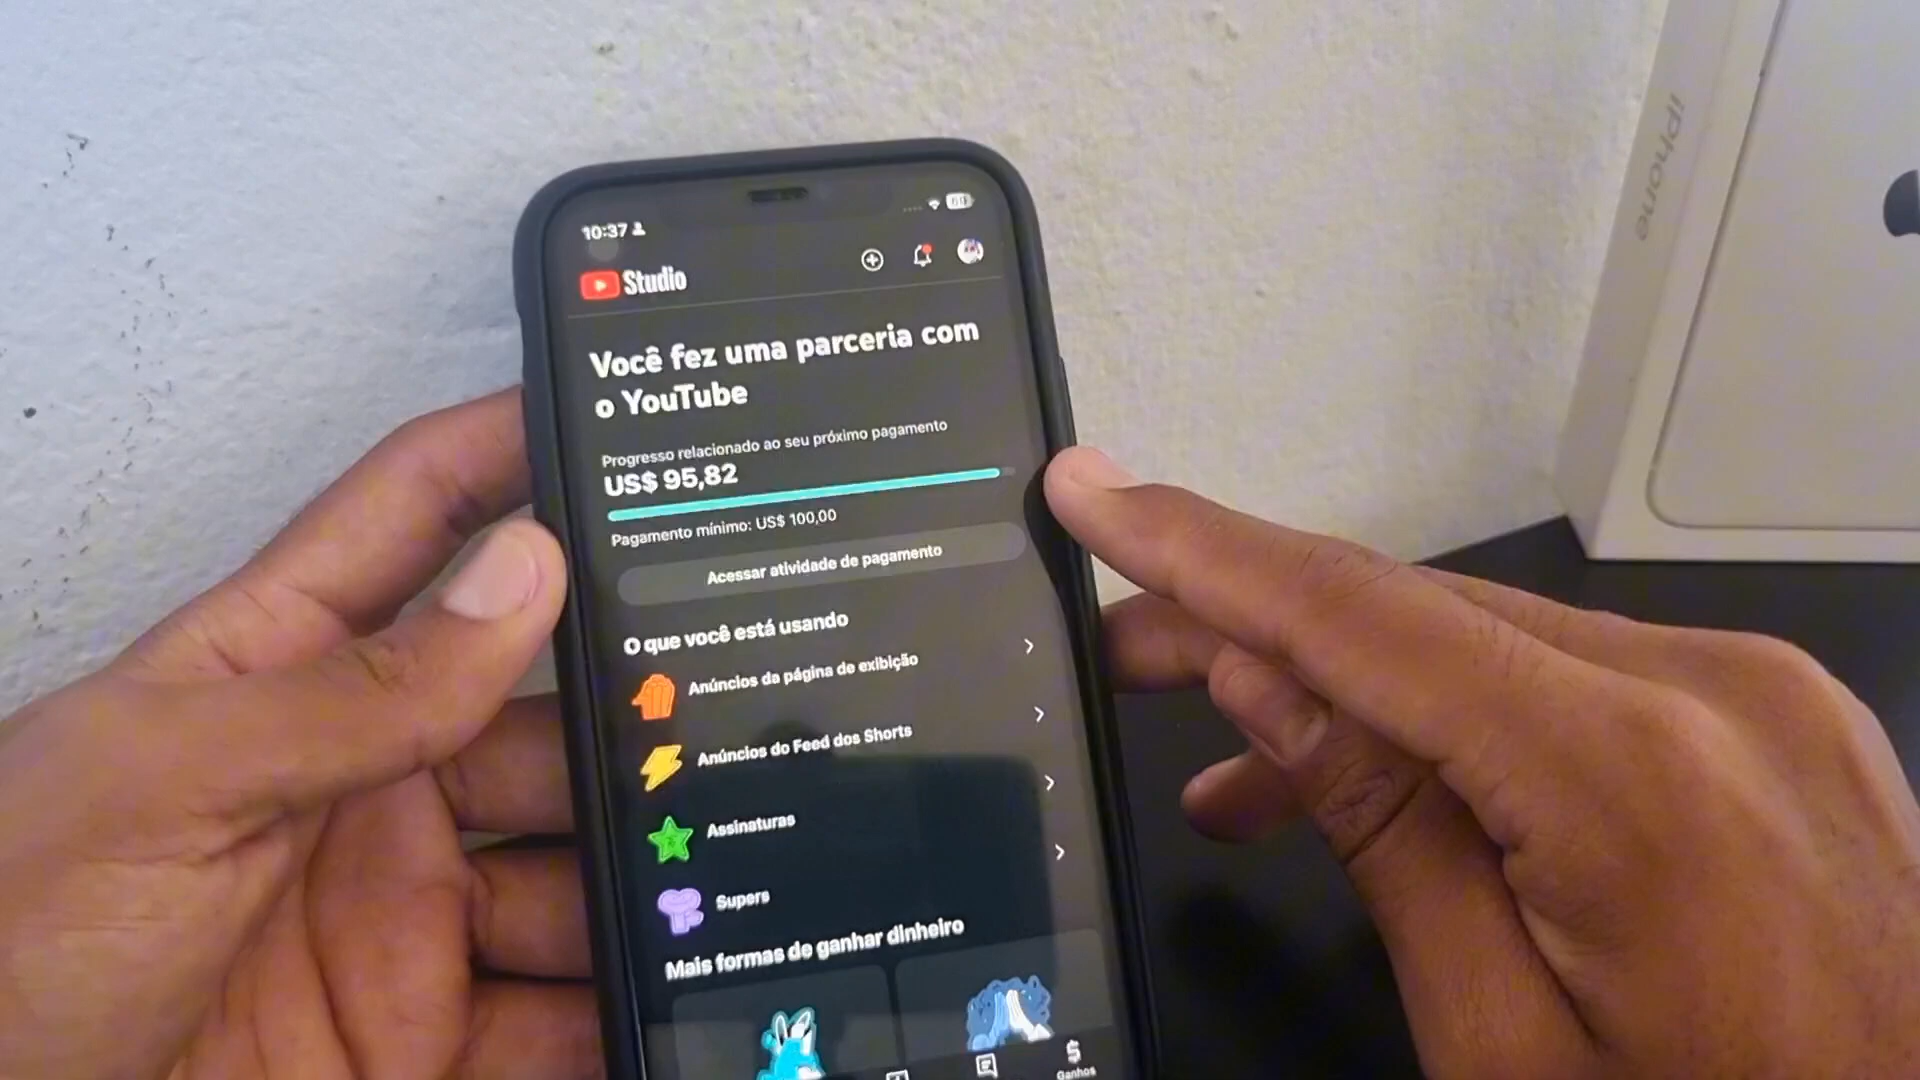 iPhone
10:37
Studio
Você fez uma parceria com
o YouTube
Progresso relacionado ao seu próximo pagamento
US$ 95,82
Pagamento mínimo: US$ 100,00
Acessar atividade de pagamento
O que você está usando
Anúncios da página de exibição
Anúncios do Feed dos Shorts
Assinaturas
Supers
Mais formas de ganhar dinheiro
Ganhos